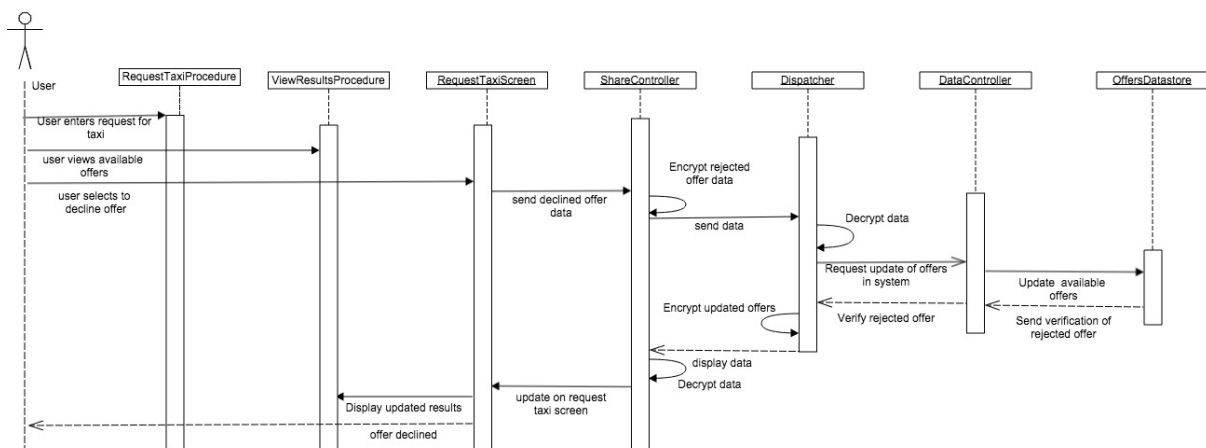 User
RequestTaxiProcedure
ViewResultsProcedure
RequestTaxiScreen
ShareController
Dispatcher
DataController
OffersDatastore
User enters request for
taxi
user views available
offers
user selects to
decline offer
send declined offer
data
Encrypt rejected
offer data
send data
Decrypt data
Request update of offers
in system
Update available
offers
Send verification of
rejected offer
Verify rejected offer
Encrypt updated offers
display data
Decrypt data
update on request
taxi screen
Display updated results
offer declined